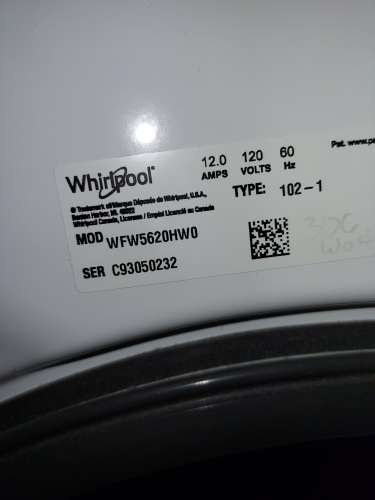 Whirlpool®
12.0 120 60
AMPS VOLTS Hz
Pat. www.
® Trademark of/Marque Déposée de Whirlpool, U.S.A.,
Benton Harbor, MI. 49022
Whirlpool Canada, Licensee / Emploi Licencié au Canada
TYPE: 102-1
MOD WFW5620HW0
SER C93050232